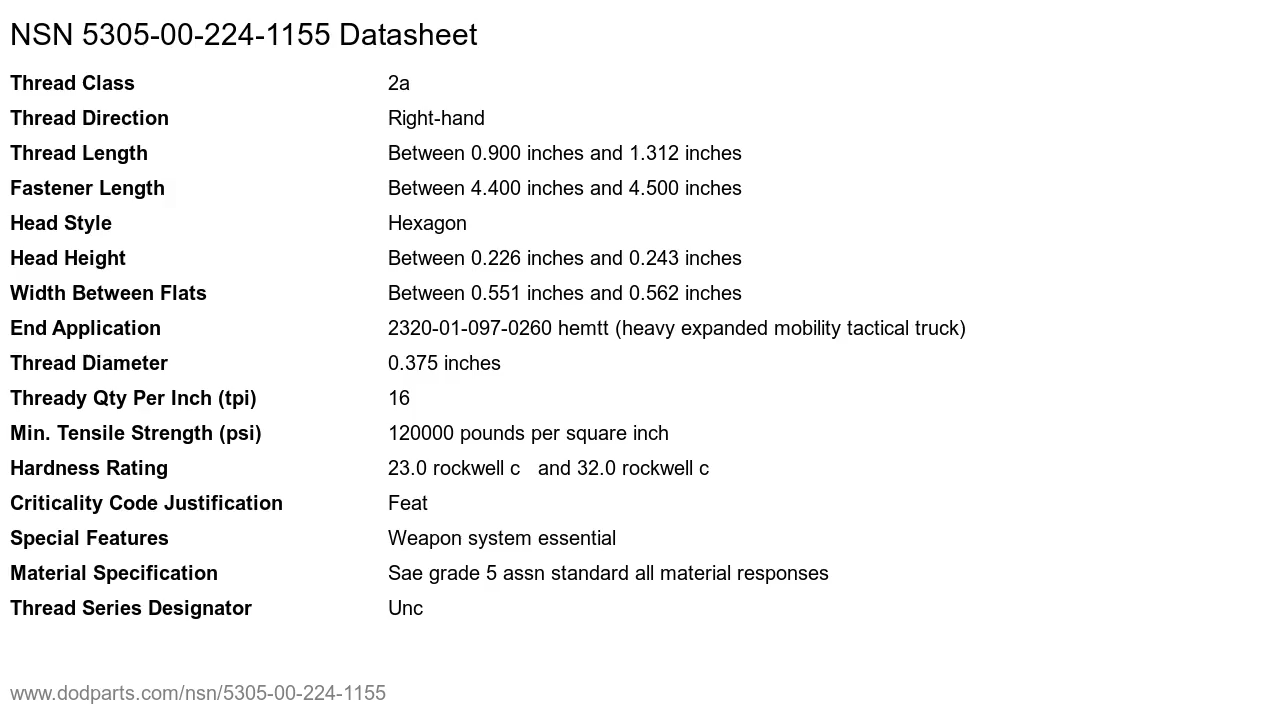 NSN 5305-00-224-1155 Datasheet
Thread Class 2a
Thread Direction Right-hand
Thread Length Between 0.900 inches and 1.312 inches
Fastener Length Between 4.400 inches and 4.500 inches
Head Style Hexagon
Head Height Between 0.226 inches and 0.243 inches
Width Between Flats Between 0.551 inches and 0.562 inches
End Application 2320-01-097-0260 hemtt (heavy expanded mobility tactical truck)
Thread Diameter 0.375 inches
Thready Qty Per Inch (tpi) 16
Min. Tensile Strength (psi) 120000 pounds per square inch
Hardness Rating 23.0 rockwell c   and 32.0 rockwell c
Criticality Code Justification Feat
Special Features Weapon system essential
Material Specification Sae grade 5 assn standard all material responses
Thread Series Designator Unc
www.dodparts.com/nsn/5305-00-224-1155